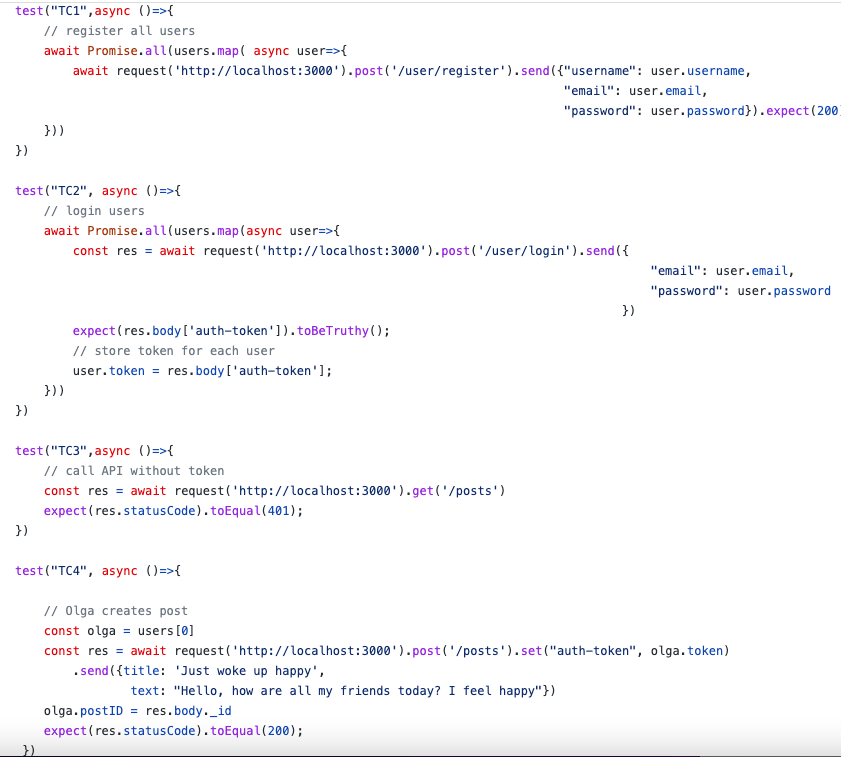 test("TC1",async ()=>{
    // register all users
    await Promise.all(users.map( async user=>{
        await request('http://localhost:3000').post('/user/register').send({"username": user.username,
                                                                            "email": user.email,
                                                                            "password": user.password}).expect(200)
    }))
})

test("TC2", async ()=>{
    // login users
    await Promise.all(users.map(async user=>{
        const res = await request('http://localhost:3000').post('/user/login').send({
                                                                                        "email": user.email,
                                                                                        "password": user.password
                                                                                    })
        expect(res.body['auth-token']).toBeTruthy();
        // store token for each user
        user.token = res.body['auth-token'];
    }))
})

test("TC3",async ()=>{
    // call API without token
    const res = await request('http://localhost:3000').get('/posts')
    expect(res.statusCode).toEqual(401);
})

test("TC4", async ()=>{

    // Olga creates post
    const olga = users[0]
    const res = await request('http://localhost:3000').post('/posts').set("auth-token", olga.token)
        .send({title: 'Just woke up happy',
                text: "Hello, how are all my friends today? I feel happy"})
    olga.postID = res.body._id
    expect(res.statusCode).toEqual(200);
 })